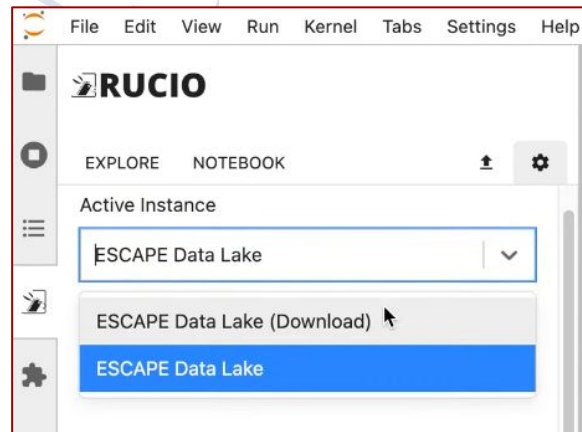 File Edit View Run Kernel Tabs Settings Help
RUCIO
EXPLORE NOTEBOOK
Active Instance
ESCAPE Data Lake
ESCAPE Data Lake (Download)
ESCAPE Data Lake